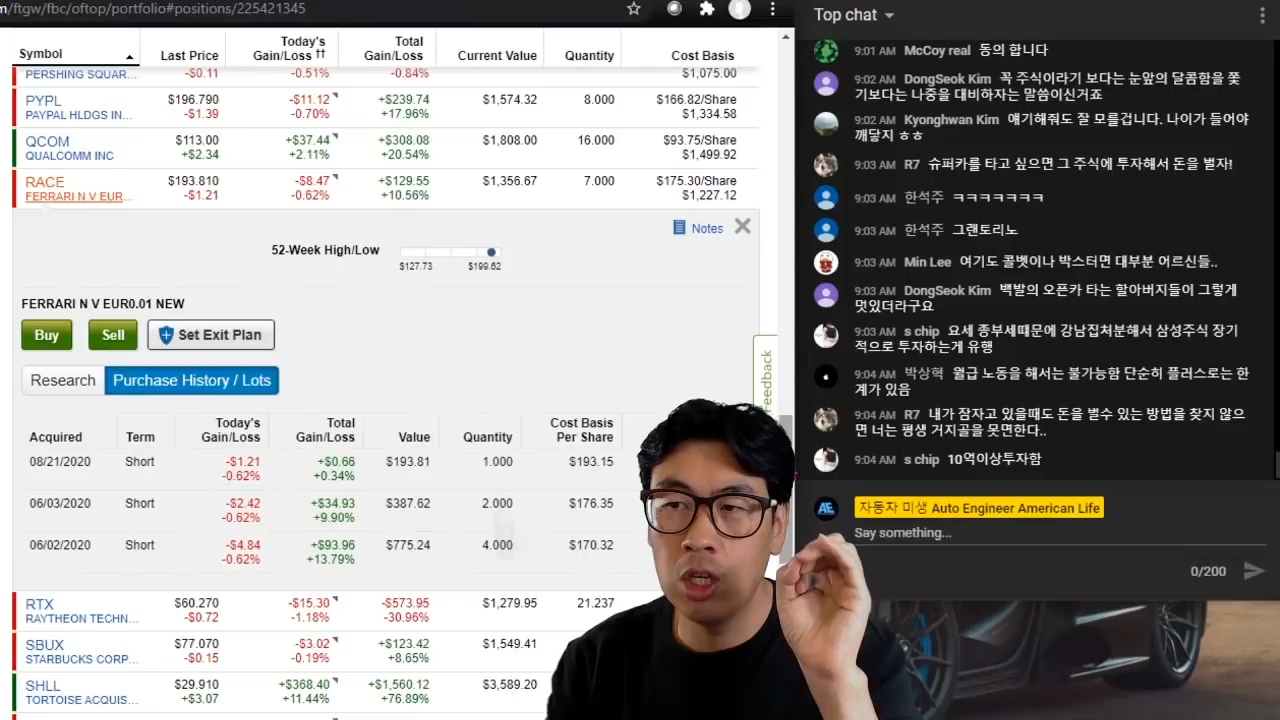 m/ftgw/fbc/oftop/portfolio#positions/225421345
Symbol
Last Price
Today's Gain/Loss ††
Total Gain/Loss
Current Value
Quantity
Cost Basis
PERSHING SQUAR...
-$0.11
-0.51%
-0.84%
$1,075.00
PYPL
$196.790
-$11.12
+$239.74
$1,574.32
8.000
$166.82/Share
PAYPAL HLDGS IN...
-$1.39
-0.70%
+17.96%
$1,334.58
QCOM
$113.00
+$37.44
+$308.08
$1,808.00
16.000
$93.75/Share
QUALCOMM INC
+$2.34
+2.11%
+20.54%
$1,499.92
RACE
$193.810
-$8.47
+$129.55
$1,356.67
7.000
$175.30/Share
FERRARI N V EUR...
-$1.21
-0.62%
+10.56%
$1,227.12
Notes
52-Week High/Low
$127.73
$199.62
FERRARI N V EUR0.01 NEW
Buy
Sell
Set Exit Plan
Research
Purchase History / Lots
Feedback
Acquired
Term
Today's Gain/Loss
Total Gain/Loss
Value
Quantity
Cost Basis Per Share
08/21/2020
Short
-$1.21
+$0.66
$193.81
1.000
$193.15
-0.62%
+0.34%
06/03/2020
Short
-$2.42
+$34.93
$387.62
2.000
$176.35
-0.62%
+9.90%
06/02/2020
Short
-$4.84
+$93.96
$775.24
4.000
$170.32
-0.62%
+13.79%
RTX
$60.270
-$15.30
-$573.95
$1,279.95
21.237
RAYTHEON TECHN...
-$0.72
-1.18%
-30.96%
SBUX
$77.070
-$3.02
+$123.42
$1,549.41
STARBUCKS CORP...
-$0.15
-0.19%
+8.65%
SHLL
$29.910
+$368.40
+$1,560.12
$3,589.20
TORTOISE ACQUIS...
+$3.07
+11.44%
+76.89%
Top chat
9:01 AM McCoy real 동의 합니다
9:02 AM DongSeok Kim 꼭 주식이라기 보다는 눈앞의 달콤함을 쫓
기보다는 나중을 대비하자는 말씀이신거죠
9:02 AM Kyonghwan Kim 얘기해줘도 잘 모를겁니다. 나이가 들어야
깨닫지 ㅎㅎ
9:03 AM R7 슈퍼카를 타고 싶으면 그 주식에 투자해서 돈을 벌자!
9:03 AM 한석주 ㅋㅋㅋㅋㅋㅋㅋ
9:03 AM 한석주 그랜토리노
9:03 AM Min Lee 여기도 콜벳이나 박스터면 대부분 어르신들..
9:03 AM DongSeok Kim 백발의 오픈카 타는 할아버지들이 그렇게
멋있더라구요
9:03 AM s chip 요세 종부세때문에 강남집처분해서 삼성주식 장기
적으로 투자하는게 유행
9:04 AM 박상혁 월급 노동을 해서는 불가능함 단순히 플러스로는 한
계가 있음
9:04 AM R7 내가 잠자고 있을때도 돈을 벌수 있는 방법을 찾지 않으
면 너는 평생 거지골을 못면한다..
9:04 AM s chip 10억이상투자함
자동차 미생 Auto Engineer American Life
Say something...
0/200